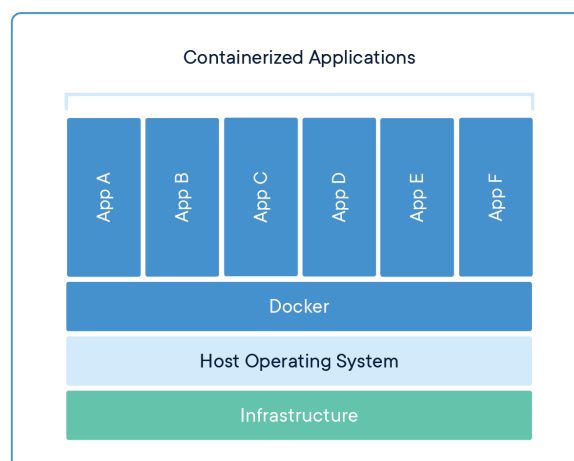 Containerized Applications
App A
App B
App C
App D
App E
App F
Docker
Host Operating System
Infrastructure